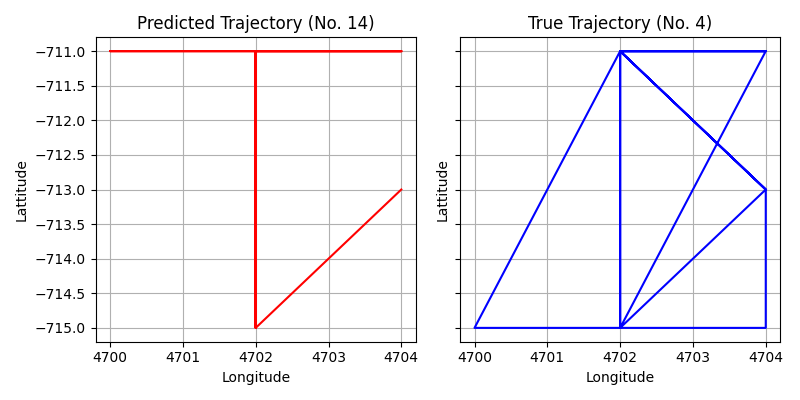 Predicted Trajectory (No. 14)
Lattitude
−711.0
−711.5
−712.0
−712.5
−713.0
−713.5
−714.0
−714.5
−715.0
4700 4701 4702 4703 4704
Longitude
True Trajectory (No. 4)
Lattitude
4700 4701 4702 4703 4704
Longitude